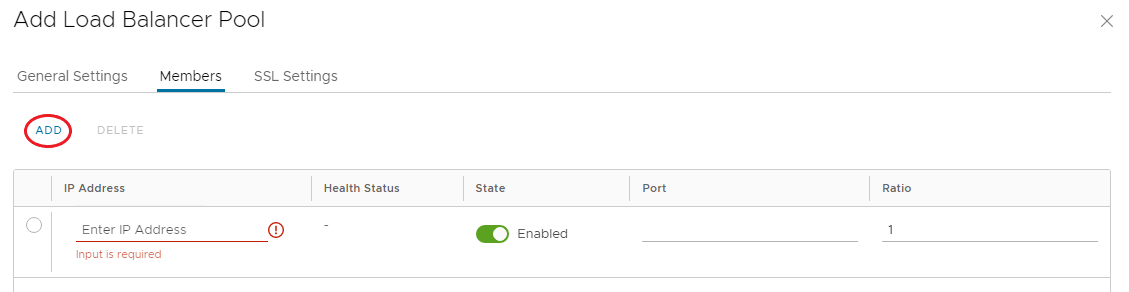 Add Load Balancer Pool
General Settings Members SSL Settings
ADD DELETE
IP Address Health Status State Port Ratio
Enter IP Address - Enabled 1
Input is required